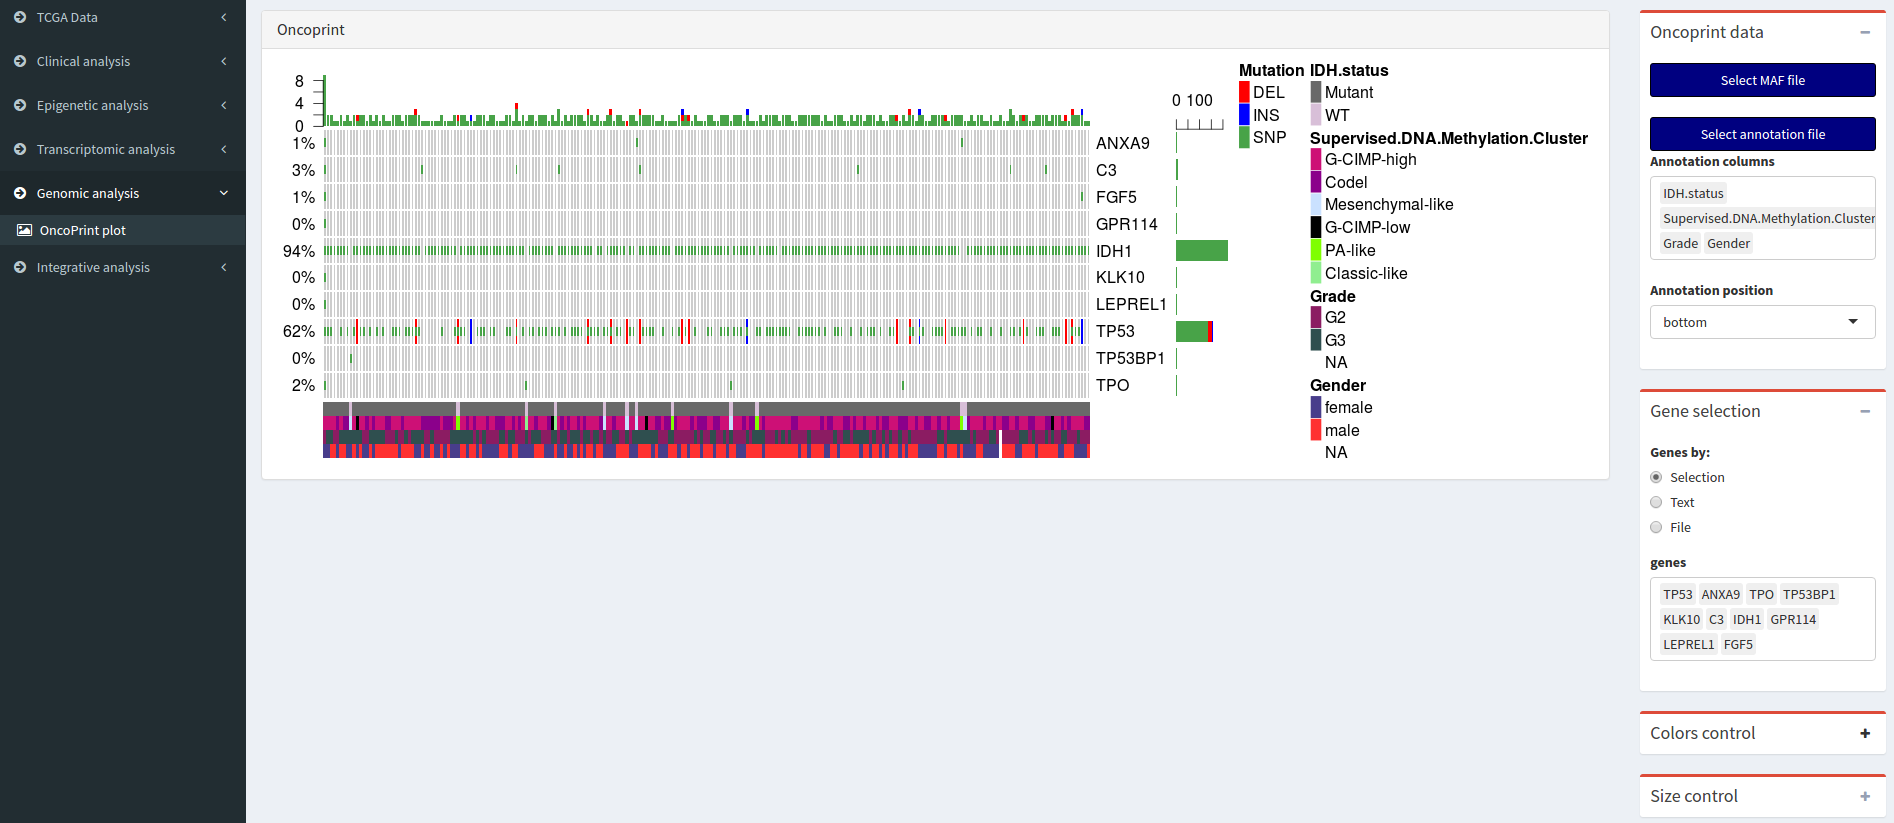 TCGA Data
Clinical analysis
Epigenetic analysis
Transcriptomic analysis
Genomic analysis
OncoPrint plot
Integrative analysis
Oncoprint
8
4
0
1% ANXA9
3% C3
1% FGF5
0% GPR114
94% IDH1
0% KLK10
0% LEPREL1
62% TP53
0% TP53BP1
2% TPO
0 100
Mutation
DEL
INS
SNP
IDH.status
Mutant
WT
Supervised.DNA.Methylation.Cluster
G-CIMP-high
Codel
Mesenchymal-like
G-CIMP-low
PA-like
Classic-like
Grade
G2
G3
NA
Gender
female
male
NA
Oncoprint data
Select MAF file
Select annotation file
Annotation columns
IDH.status
Supervised.DNA.Methylation.Cluster
Grade Gender
Annotation position
bottom
Gene selection
Genes by:
Selection
Text
File
genes
TP53 ANXA9 TPO TP53BP1
KLK10 C3 IDH1 GPR114
LEPREL1 FGF5
Colors control
Size control